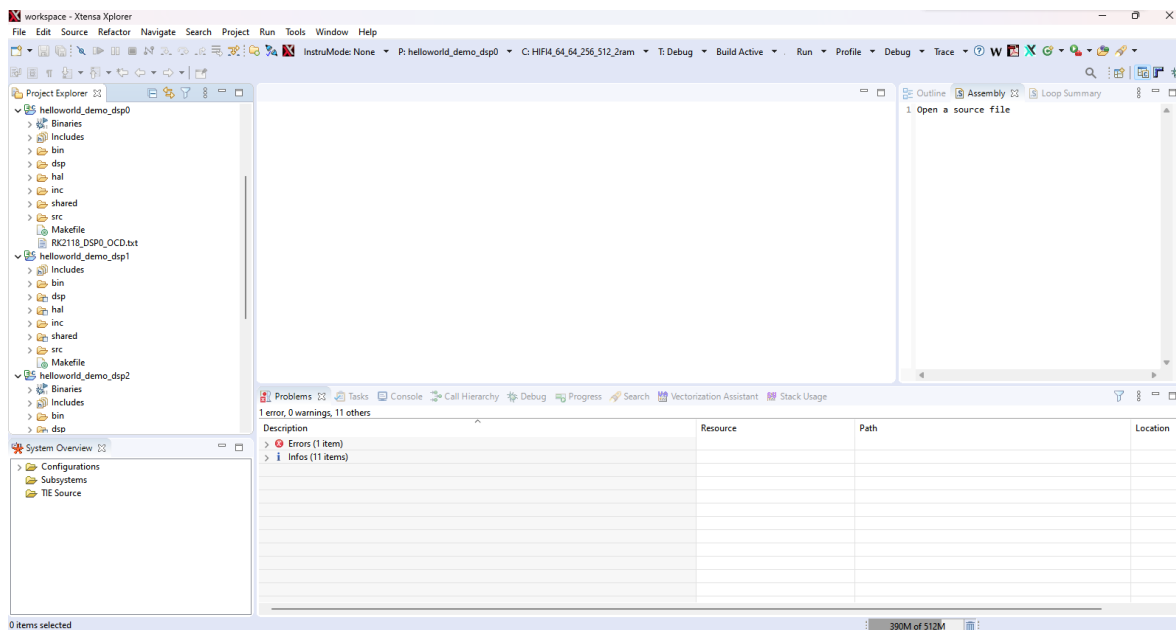 workspace - Xtensa Xplorer
File Edit Source Refactor Navigate Search Project Run Tools Window Help
InstruMode: None P: helloworld_demo_dsp0 C: HIFI4_64_64_256_512_2ram T: Debug Build Active Run Profile Debug Trace
Project Explorer
helloworld_demo_dsp0
Binaries
Includes
bin
dsp
hal
inc
shared
src
Makefile
RK2118_DSP0_OCD.txt
helloworld_demo_dsp1
Includes
bin
dsp
hal
inc
shared
src
Makefile
helloworld_demo_dsp2
Binaries
Includes
bin
dsp
System Overview
Configurations
Subsystems
TIE Source
Outline Assembly Loop Summary
1 Open a source file
Problems Tasks Console Call Hierarchy Debug Progress Search Vectorization Assistant Stack Usage
1 error, 0 warnings, 11 others
Description Resource Path Location
Errors (1 item)
Infos (11 items)
0 items selected
390M of 512M